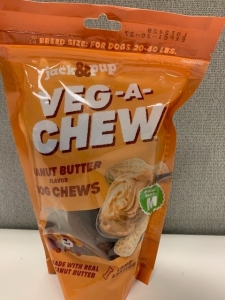 BREED SIZE: FOR DOGS 20-40 LBS.
jack&pup
VEG-A-
CHEW
PEANUT BUTTER
FLAVOR
DOG CHEWS
M
MADE WITH REAL
PEANUT BUTTER